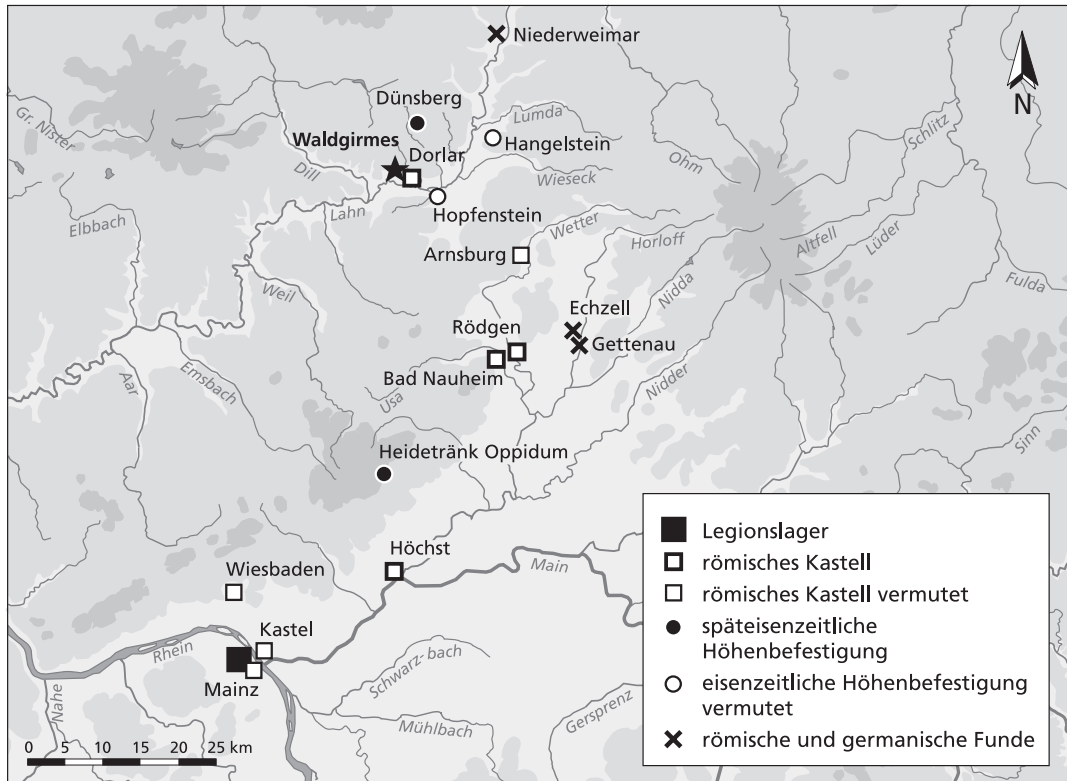 Niederweimar
N
Dünsberg
Lumda
Gr. Nister
Waldgirmes
Dorlar
Hangelstein
Schlitz
Ohm
Dill
Wieseck
Hopfenstein
Lahn
Elbbach
Wetter
Horloff
Altfell
Lüder
Arnsburg
Weil
Nidda
Fulda
Echzell
Rödgen
Gettenau
Bad Nauheim
Nidder
Aar
Emsbach
Usa
Sinn
Heidetränk Oppidum
Höchst
Main
Wiesbaden
Kastel
Rhein
Mainz
Nahe
Schwarz-bach
Mühlbach
Gersprenz
0 5 10 15 20 25 km
Legionslager
römisches Kastell
römisches Kastell vermutet
späteisenzeitliche
Höhenbefestigung
eisenzeitliche Höhenbefestigung
vermutet
römische und germanische Funde